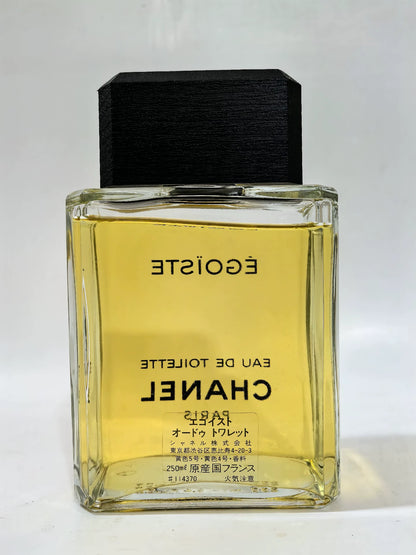 ÉGOÏSTE
EAU DE TOILETTE
CHANEL
PARIS
エゴイスト
オードゥ トワレット
シャネル株式会社
東京都渋谷区恵比寿4-20-3
黄色5号・黄色4号・香料
250ml 原産国フランス
#114370 火気注意